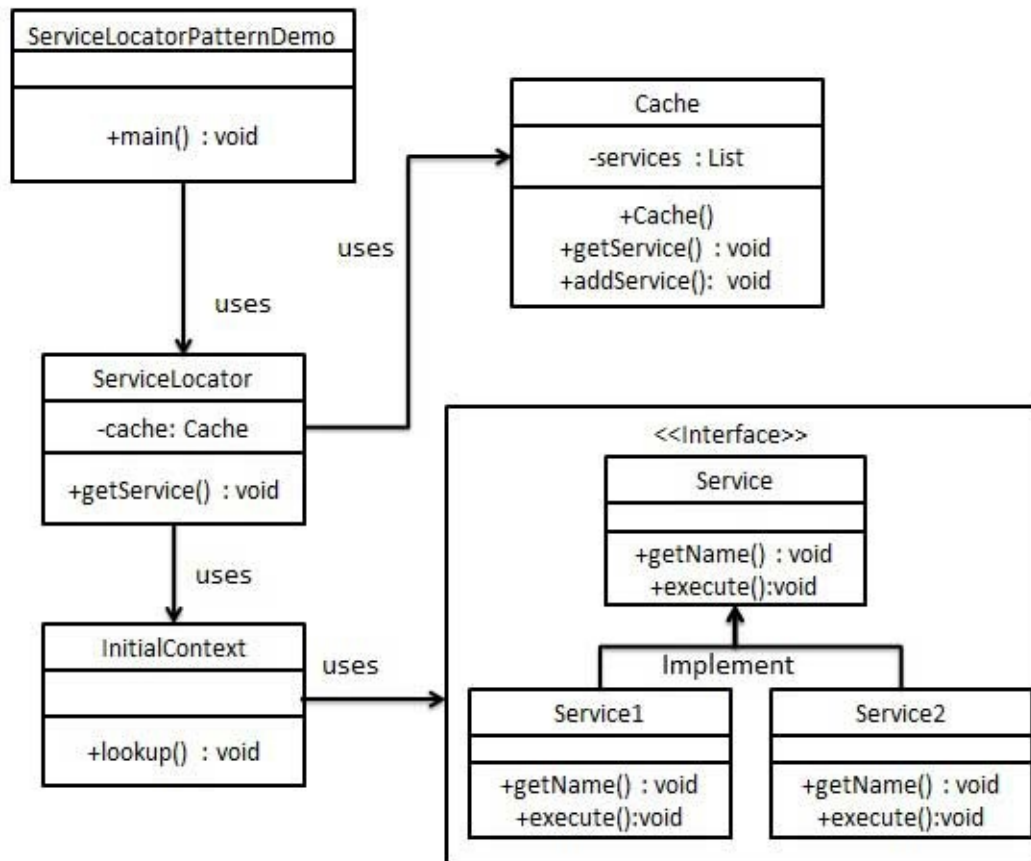 ServiceLocatorPatternDemo
+main() : void
uses
Cache
-services : List
+Cache()
+getService() : void
+addService(): void
uses
ServiceLocator
-cache: Cache
+getService() : void
uses
InitialContext
+lookup() : void
uses
<<Interface>>
Service
+getName() : void
+execute():void
Implement
Service1
+getName() : void
+execute():void
Service2
+getName() : void
+execute():void